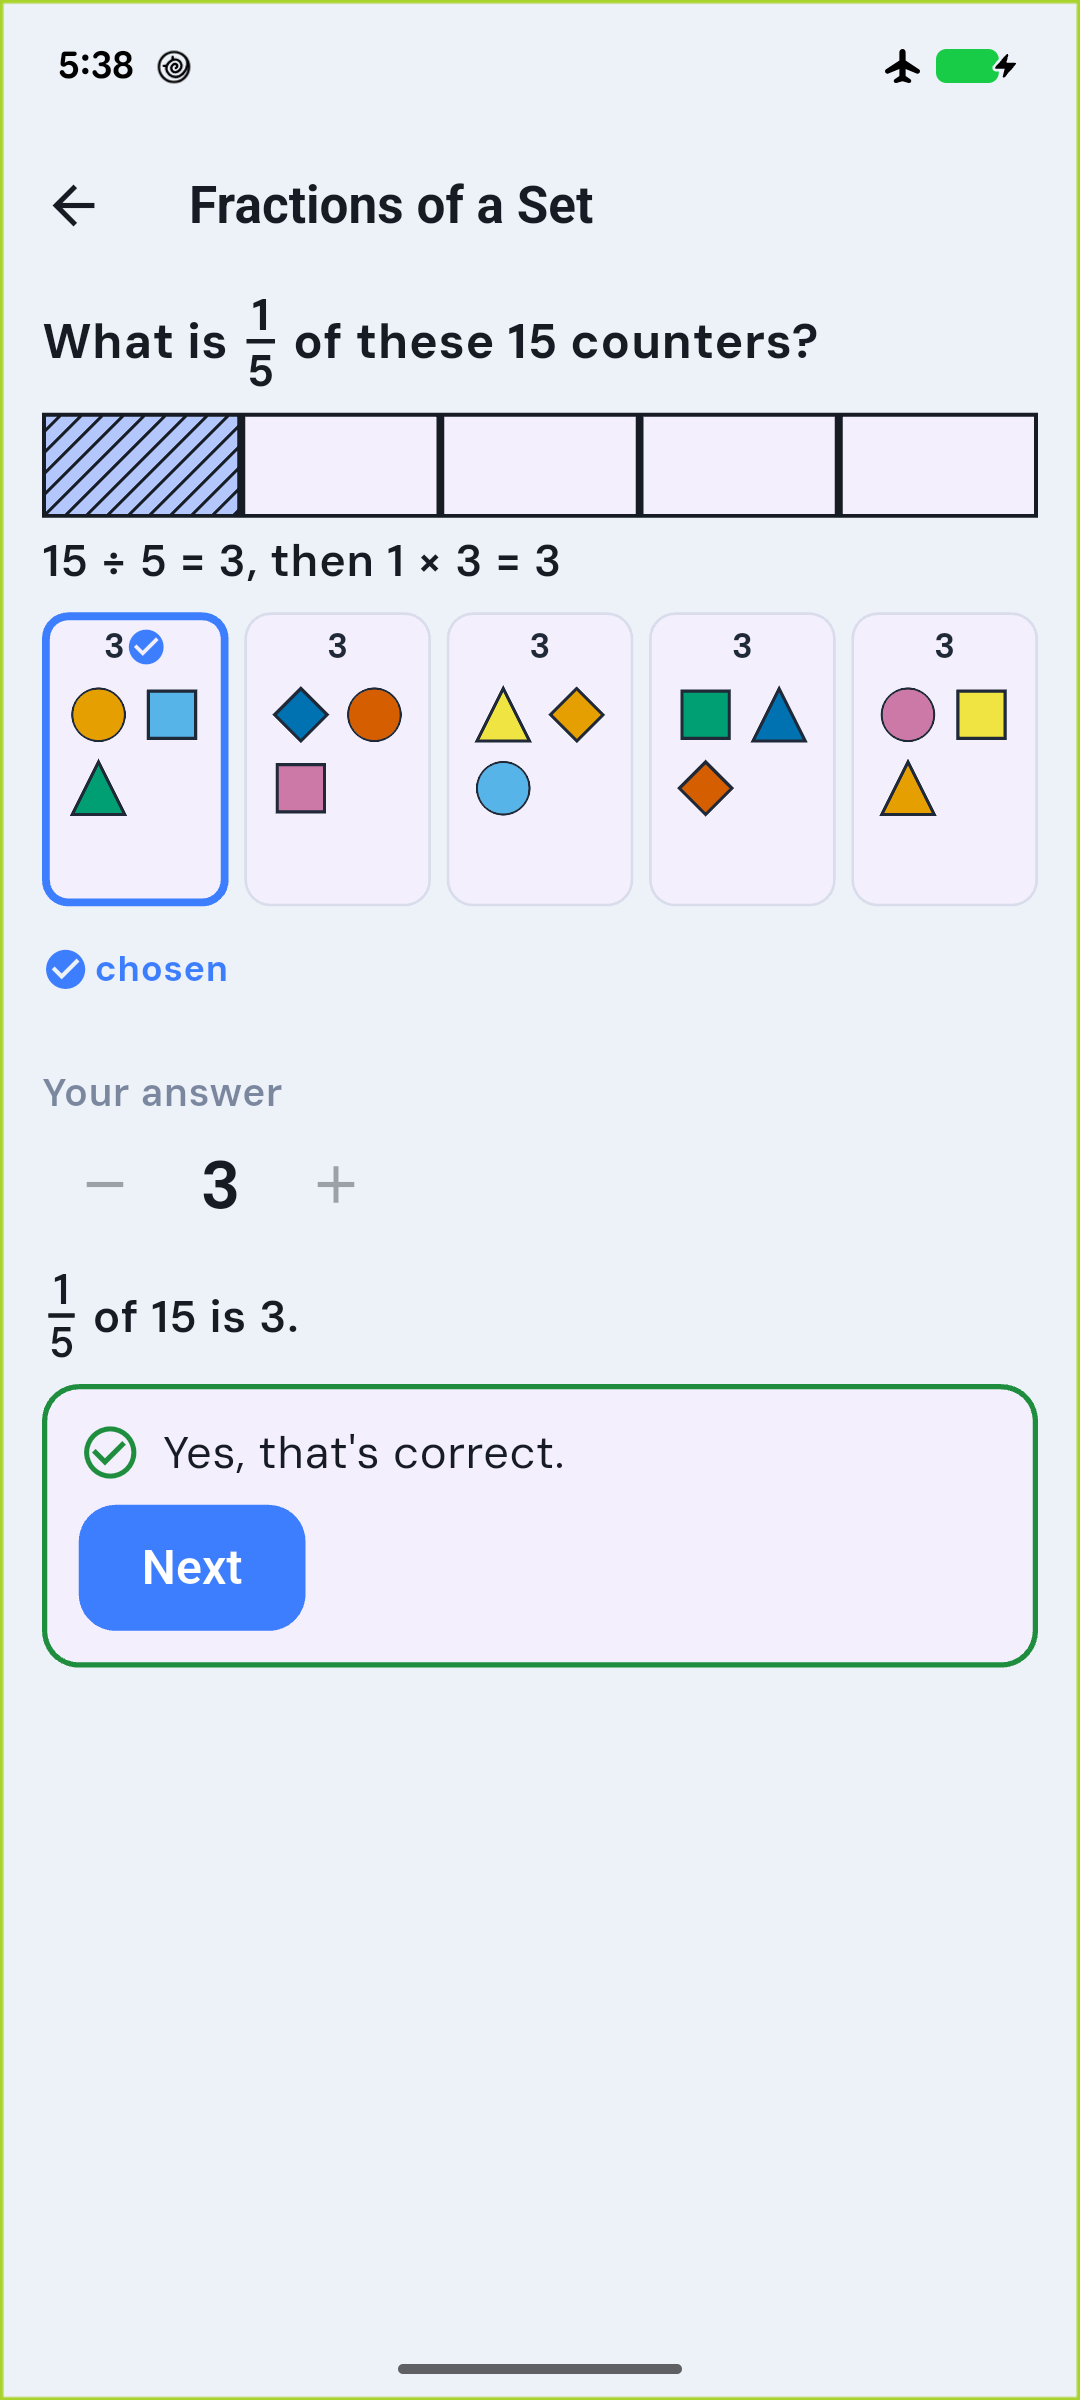 5:38
Fractions of a Set
What is 1/5 of these 15 counters?
15 ÷ 5 = 3, then 1 × 3 = 3
3 3 3 3 3
chosen
Your answer
− 3 +
1/5 of 15 is 3.
Yes, that's correct.
Next